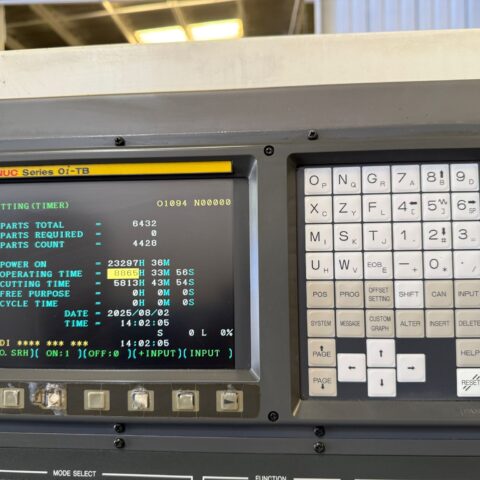 NUC Series Oi-TB
TTING(TIMER) O1094 N00000
PARTS TOTAL = 6432
PARTS REQUIRED = 0
PARTS COUNT = 4428
POWER ON = 23297H 36M
OPERATING TIME = 8865H 33M 56S
CUTTING TIME = 5813H 43M 54S
FREE PURPOSE = 0H 0M 0S
CYCLE TIME = 0H 0M 0S
DATE = 2025/08/02
TIME = 14:02:05
S 0 L 0%
DI **** *** *** 14:02:05
O. SRH)( ON:1 )(OFF:0 )(+INPUT)(INPUT )
OP NQ GR 7A 8B 9D
XC ZY FL 4[ 5] 6SP
MI SK TJ 1, 2# 3=
UH WV EOBE -+ 0* ./
POS PROG OFFSET SETTING SHIFT CAN INPUT
SYSTEM MESSAGE CUSTOM GRAPH ALTER INSERT DELETE
PAGE ↑ HELP
← →
PAGE ↓ RESET
MODE SELECT FUNCTION